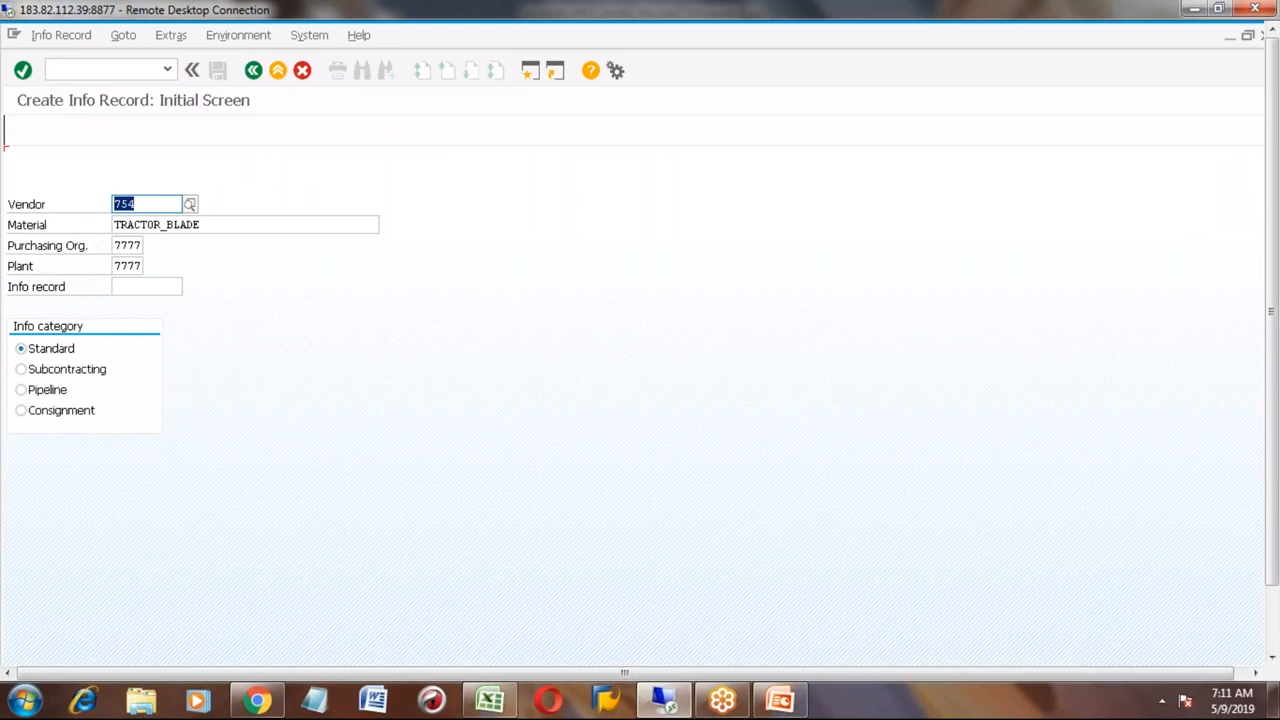 183.82.112.39:8877 - Remote Desktop Connection
Info Record Goto Extras Environment System Help
Create Info Record: Initial Screen
Vendor 754
Material TRACTOR_BLADE
Purchasing Org. 7777
Plant 7777
Info record
Info category
Standard
Subcontracting
Pipeline
Consignment
7:11 AM
5/9/2019